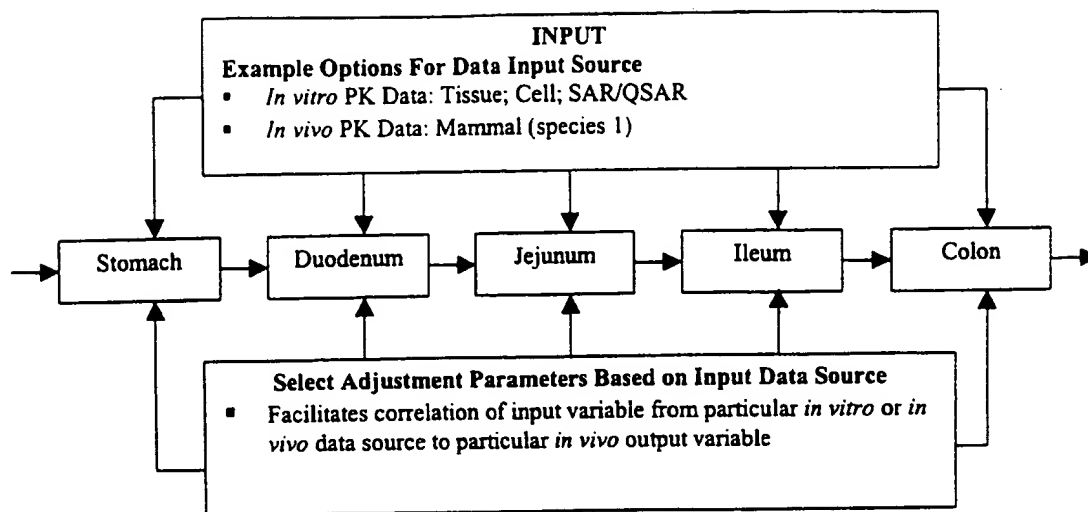 INPUT
Example Options For Data Input Source
▪ In vitro PK Data: Tissue; Cell; SAR/QSAR
▪ In vivo PK Data: Mammal (species 1)
Stomach
Duodenum
Jejunum
Ileum
Colon
Select Adjustment Parameters Based on Input Data Source
▪ Facilitates correlation of input variable from particular in vitro or in
vivo data source to particular in vivo output variable